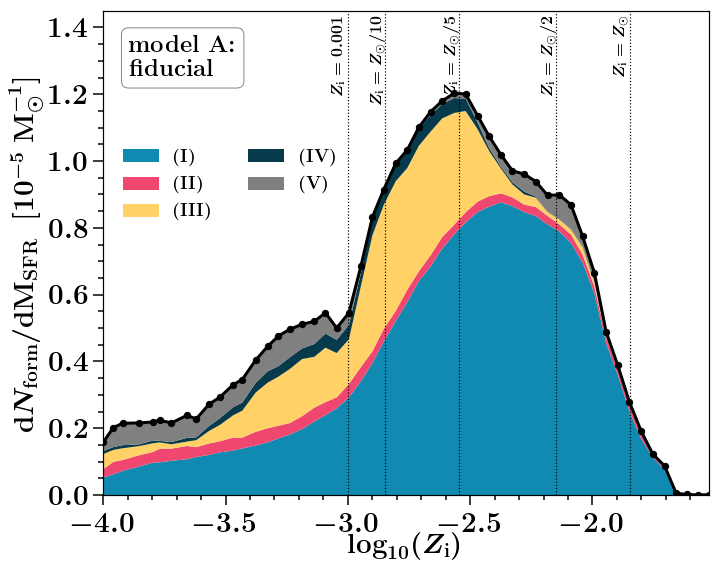 model A:
fiducial
(I) (IV)
(II) (V)
(III)
Z_i = 0.001
Z_i = Z_⊙/10
Z_i = Z_⊙/5
Z_i = Z_⊙/2
Z_i = Z_⊙
dN_form/dM_SFR [10^−5 M_⊙^−1]
1.4
1.2
1.0
0.8
0.6
0.4
0.2
0.0
−4.0 −3.5 −3.0 −2.5 −2.0
log_10(Z_i)